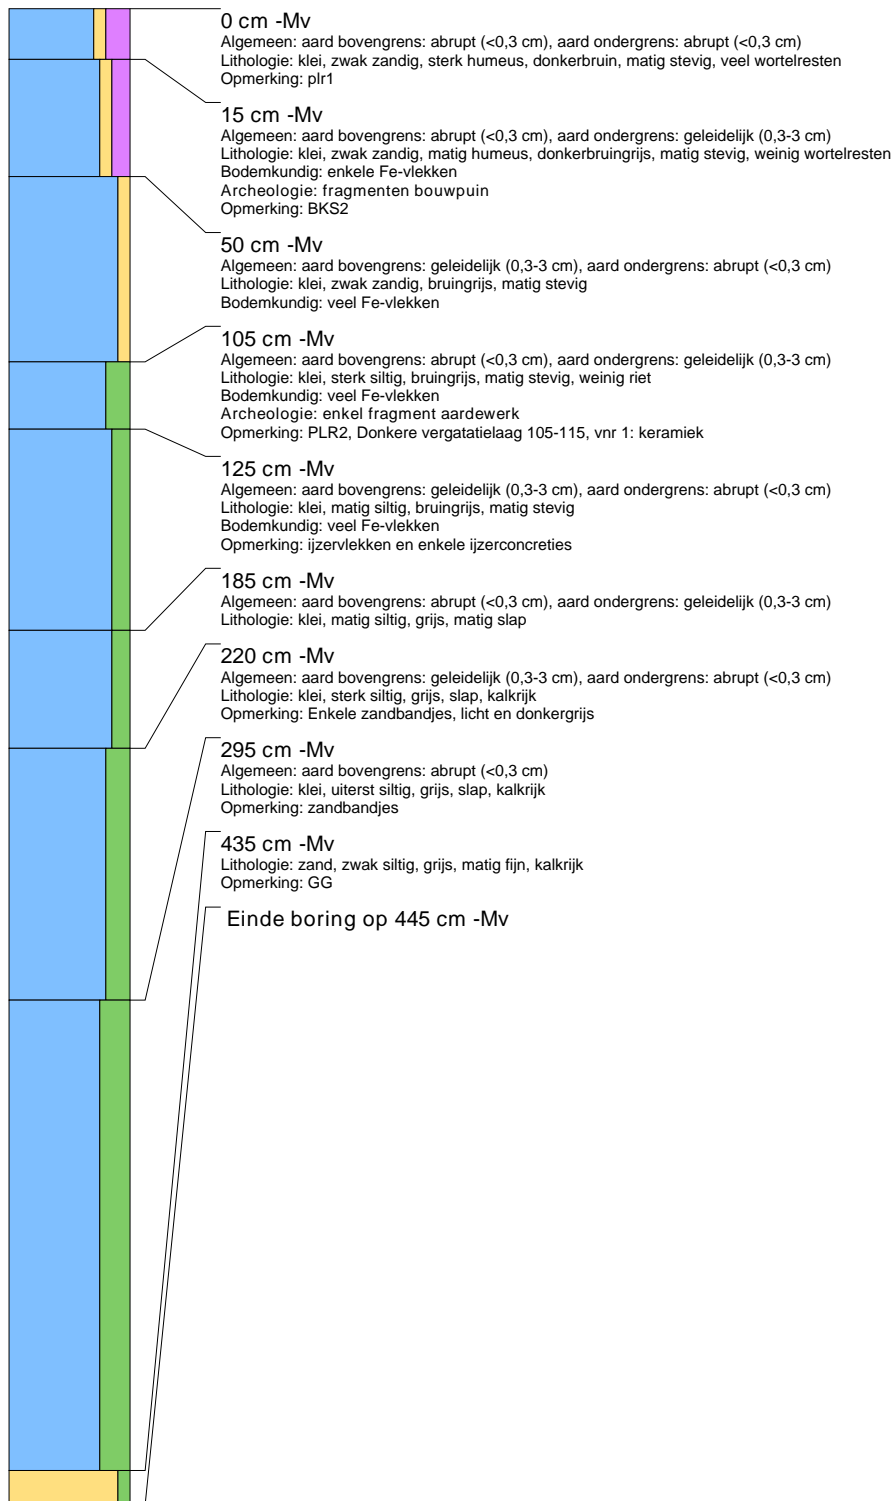 0 cm -Mv
Algemeen: aard bovengrens: abrupt (<0,3 cm), aard ondergrens: abrupt (<0,3 cm)
Lithologie: klei, zwak zandig, sterk humeus, donkerbruin, matig stevig, veel wortelresten
Opmerking: plr1
15 cm -Mv
Algemeen: aard bovengrens: abrupt (<0,3 cm), aard ondergrens: geleidelijk (0,3-3 cm)
Lithologie: klei, zwak zandig, matig humeus, donkerbruingrijs, matig stevig, weinig wortelresten
Bodemkundig: enkele Fe-vlekken
Archeologie: fragmenten bouwpuin
Opmerking: BKS2
50 cm -Mv
Algemeen: aard bovengrens: geleidelijk (0,3-3 cm), aard ondergrens: abrupt (<0,3 cm)
Lithologie: klei, zwak zandig, bruingrijs, matig stevig
Bodemkundig: veel Fe-vlekken
105 cm -Mv
Algemeen: aard bovengrens: abrupt (<0,3 cm), aard ondergrens: geleidelijk (0,3-3 cm)
Lithologie: klei, sterk siltig, bruingrijs, matig stevig, weinig riet
Bodemkundig: veel Fe-vlekken
Archeologie: enkel fragment aardewerk
Opmerking: PLR2, Donkere vergatatielaag 105-115, vnr 1: keramiek
125 cm -Mv
Algemeen: aard bovengrens: geleidelijk (0,3-3 cm), aard ondergrens: abrupt (<0,3 cm)
Lithologie: klei, matig siltig, bruingrijs, matig stevig
Bodemkundig: veel Fe-vlekken
Opmerking: ijzervlekken en enkele ijzerconcreties
185 cm -Mv
Algemeen: aard bovengrens: abrupt (<0,3 cm), aard ondergrens: geleidelijk (0,3-3 cm)
Lithologie: klei, matig siltig, grijs, matig slap
220 cm -Mv
Algemeen: aard bovengrens: geleidelijk (0,3-3 cm), aard ondergrens: abrupt (<0,3 cm)
Lithologie: klei, sterk siltig, grijs, slap, kalkrijk
Opmerking: Enkele zandbandjes, licht en donkergrijs
295 cm -Mv
Algemeen: aard bovengrens: abrupt (<0,3 cm)
Lithologie: klei, uiterst siltig, grijs, slap, kalkrijk
Opmerking: zandbandjes
435 cm -Mv
Lithologie: zand, zwak siltig, grijs, matig fijn, kalkrijk
Opmerking: GG
Einde boring op 445 cm -Mv